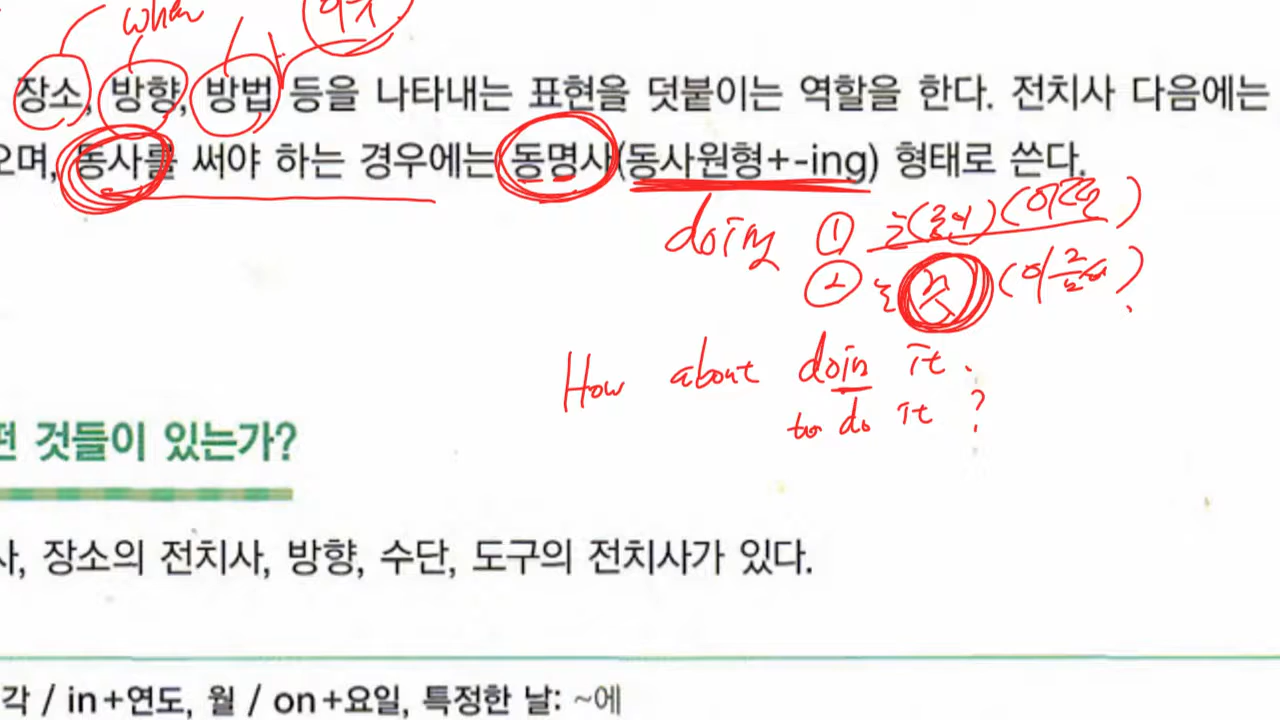 when
장소, 방향, 방법 등을 나타내는 표현을 덧붙이는 역할을 한다. 전치사 다음에는
으며, 동사를 써야 하는 경우에는 동명사(동사원형+-ing) 형태로 쓴다.
doing ①
②
How about doin it.
to do it ?
떤 것들이 있는가?
사, 장소의 전치사, 방향, 수단, 도구의 전치사가 있다.
각 / in+연도, 월 / on+요일, 특정한 날: ~에